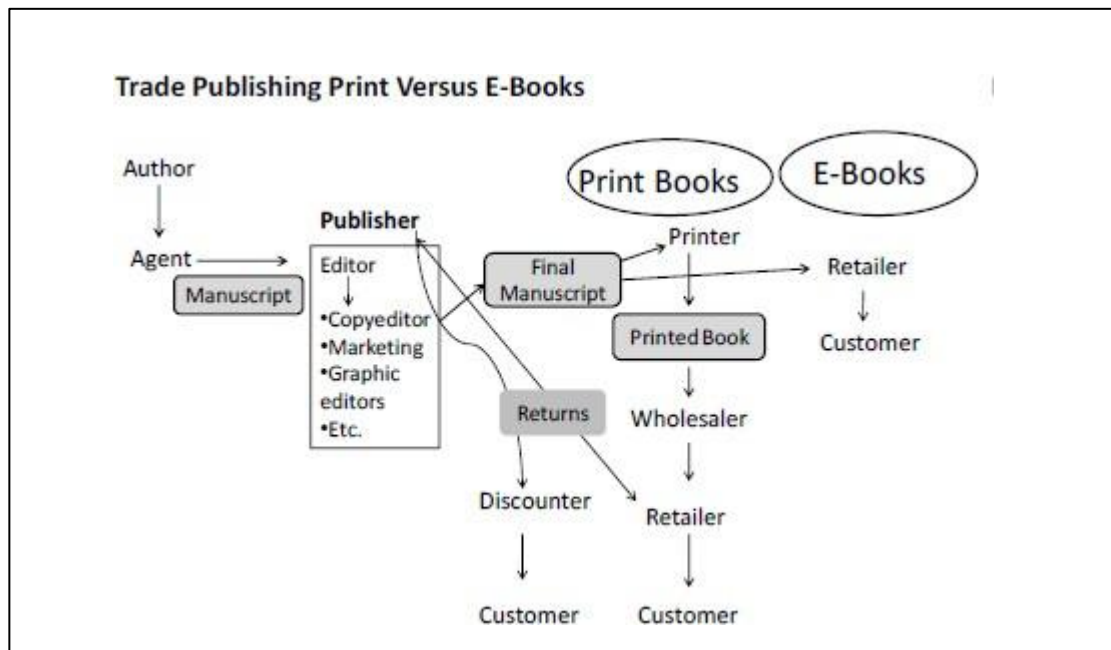 Trade Publishing Print Versus E-Books
Author
Print Books
E-Books
Publisher
Printer
Agent
Editor
Final
Manuscript
Retailer
Manuscript
•Copyeditor
•Marketing
•Graphic
editors
•Etc.
Printed Book
Customer
Returns
Wholesaler
Discounter
Retailer
Customer
Customer